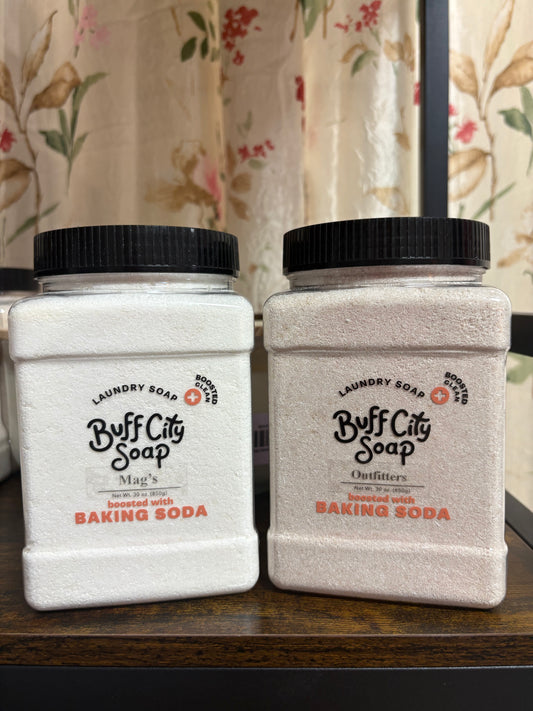 LAUNDRY SOAP
BOOSTED
CLEAN
Buff City
Soap
Mag's
Net Wt. 30 oz. (850g)
boosted with
BAKING SODA
LAUNDRY SOAP
BOOSTED
CLEAN
Buff City
Soap
Outfitters
Net Wt. 30 oz. (850g)
boosted with
BAKING SODA